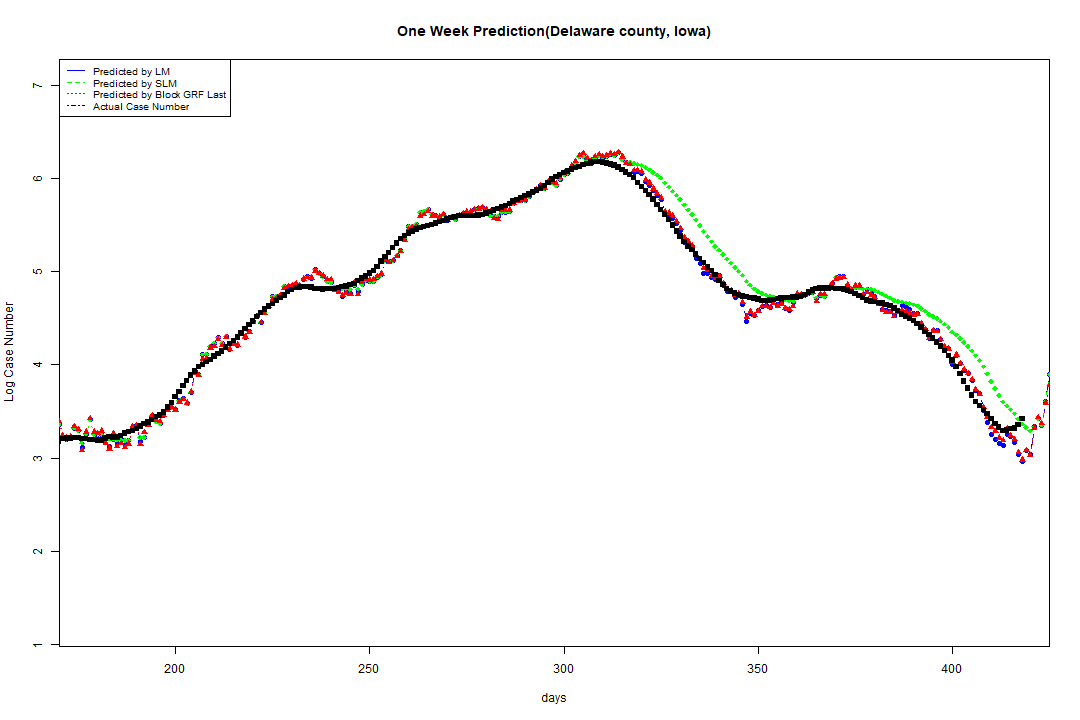 One Week Prediction(Delaware county, Iowa)
Predicted by LM
Predicted by SLM
Predicted by Block GRF Last
Actual Case Number
7
6
5
4
3
2
1
Log Case Number
200 250 300 350 400
days